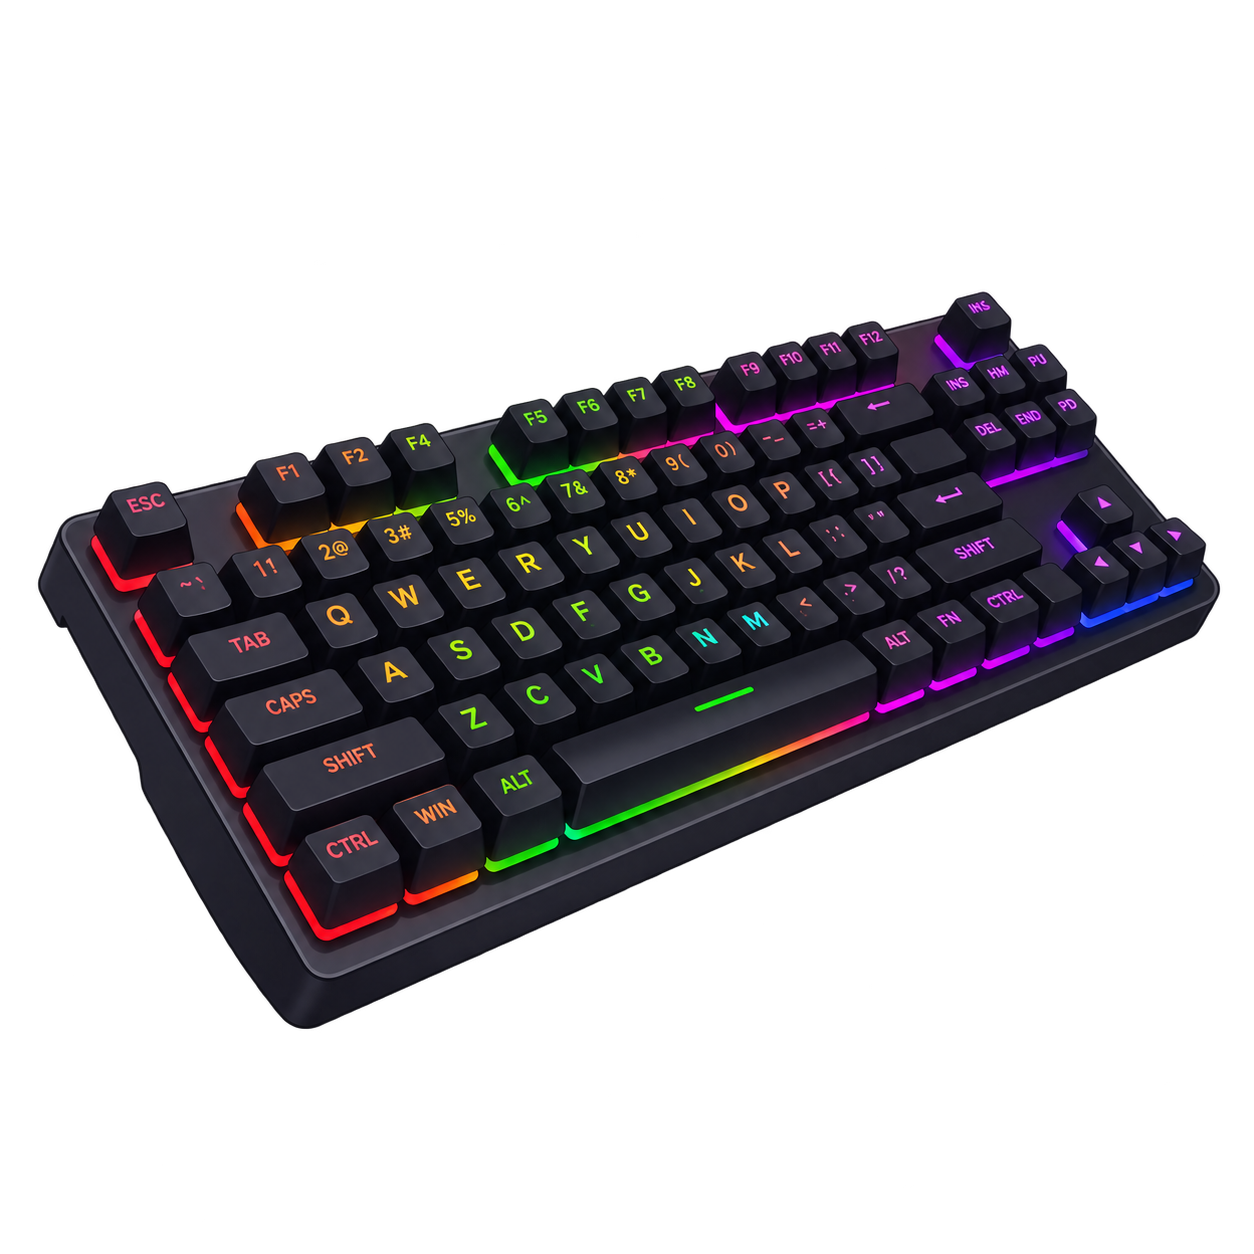 ESC F1 F2 F4 F5 F6 F7 F8 F9 F10 F11 F12 INS
~` 1! 2@ 3# 5% 6^ 7& 8* 9( 0) =+ ← INS HM PU
TAB Q W E R Y U I O P [{ ]] DEL END PD
CAPS A S D F G J K L ↵
SHIFT Z C V B N M < .> /? SHIFT ▲
CTRL WIN ALT ALT FN CTRL ◀ ▼ ▶